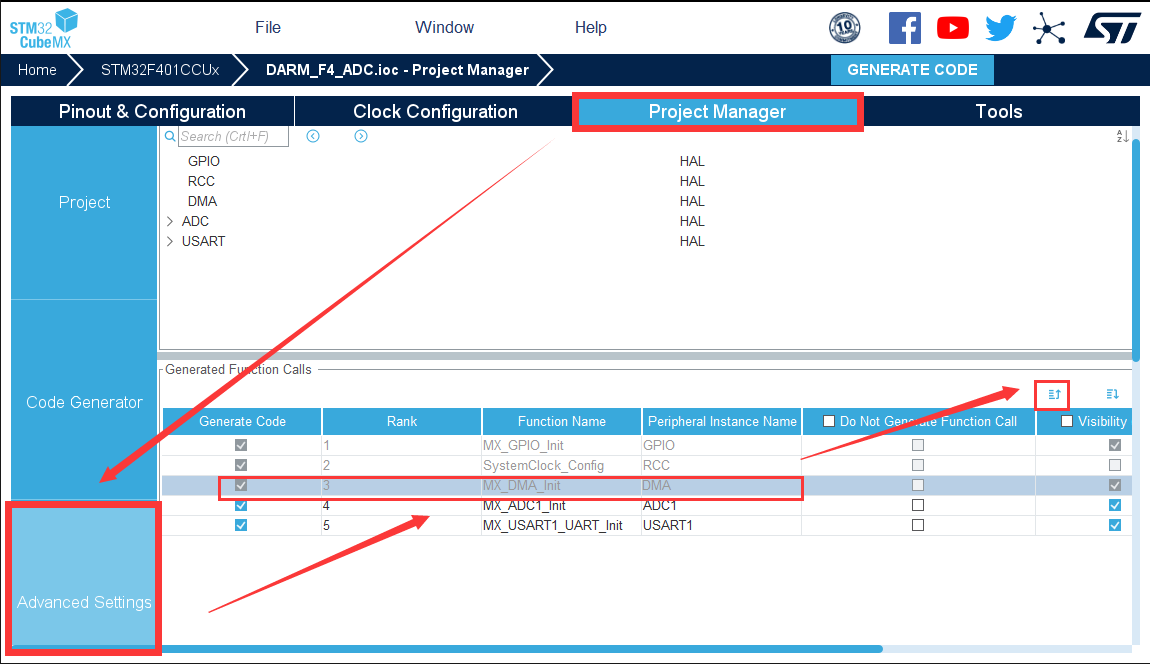 STM32
CubeMX
File Window Help
10
YEARS
Home STM32F401CCUx DARM_F4_ADC.ioc - Project Manager GENERATE CODE
Pinout & Configuration Clock Configuration Project Manager Tools
Search (Crtl+F)
GPIO HAL
RCC HAL
DMA HAL
ADC HAL
USART HAL
Project
Code Generator
Advanced Settings
Generated Function Calls
Generate Code Rank Function Name Peripheral Instance Name Do Not Generate Function Call Visibility
1 MX_GPIO_Init GPIO
2 SystemClock_Config RCC
3 MX_DMA_Init DMA
4 MX_ADC1_Init ADC1
5 MX_USART1_UART_Init USART1